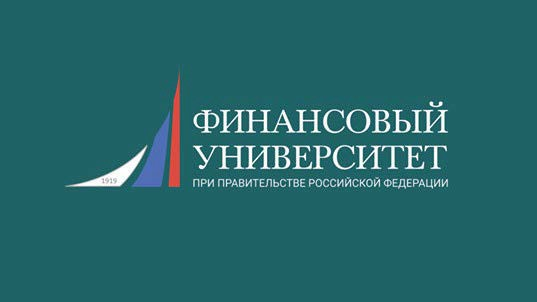 ФИНАНСОВЫЙ
УНИВЕРСИТЕТ
ПРИ ПРАВИТЕЛЬСТВЕ РОССИЙСКОЙ ФЕДЕРАЦИИ
1919